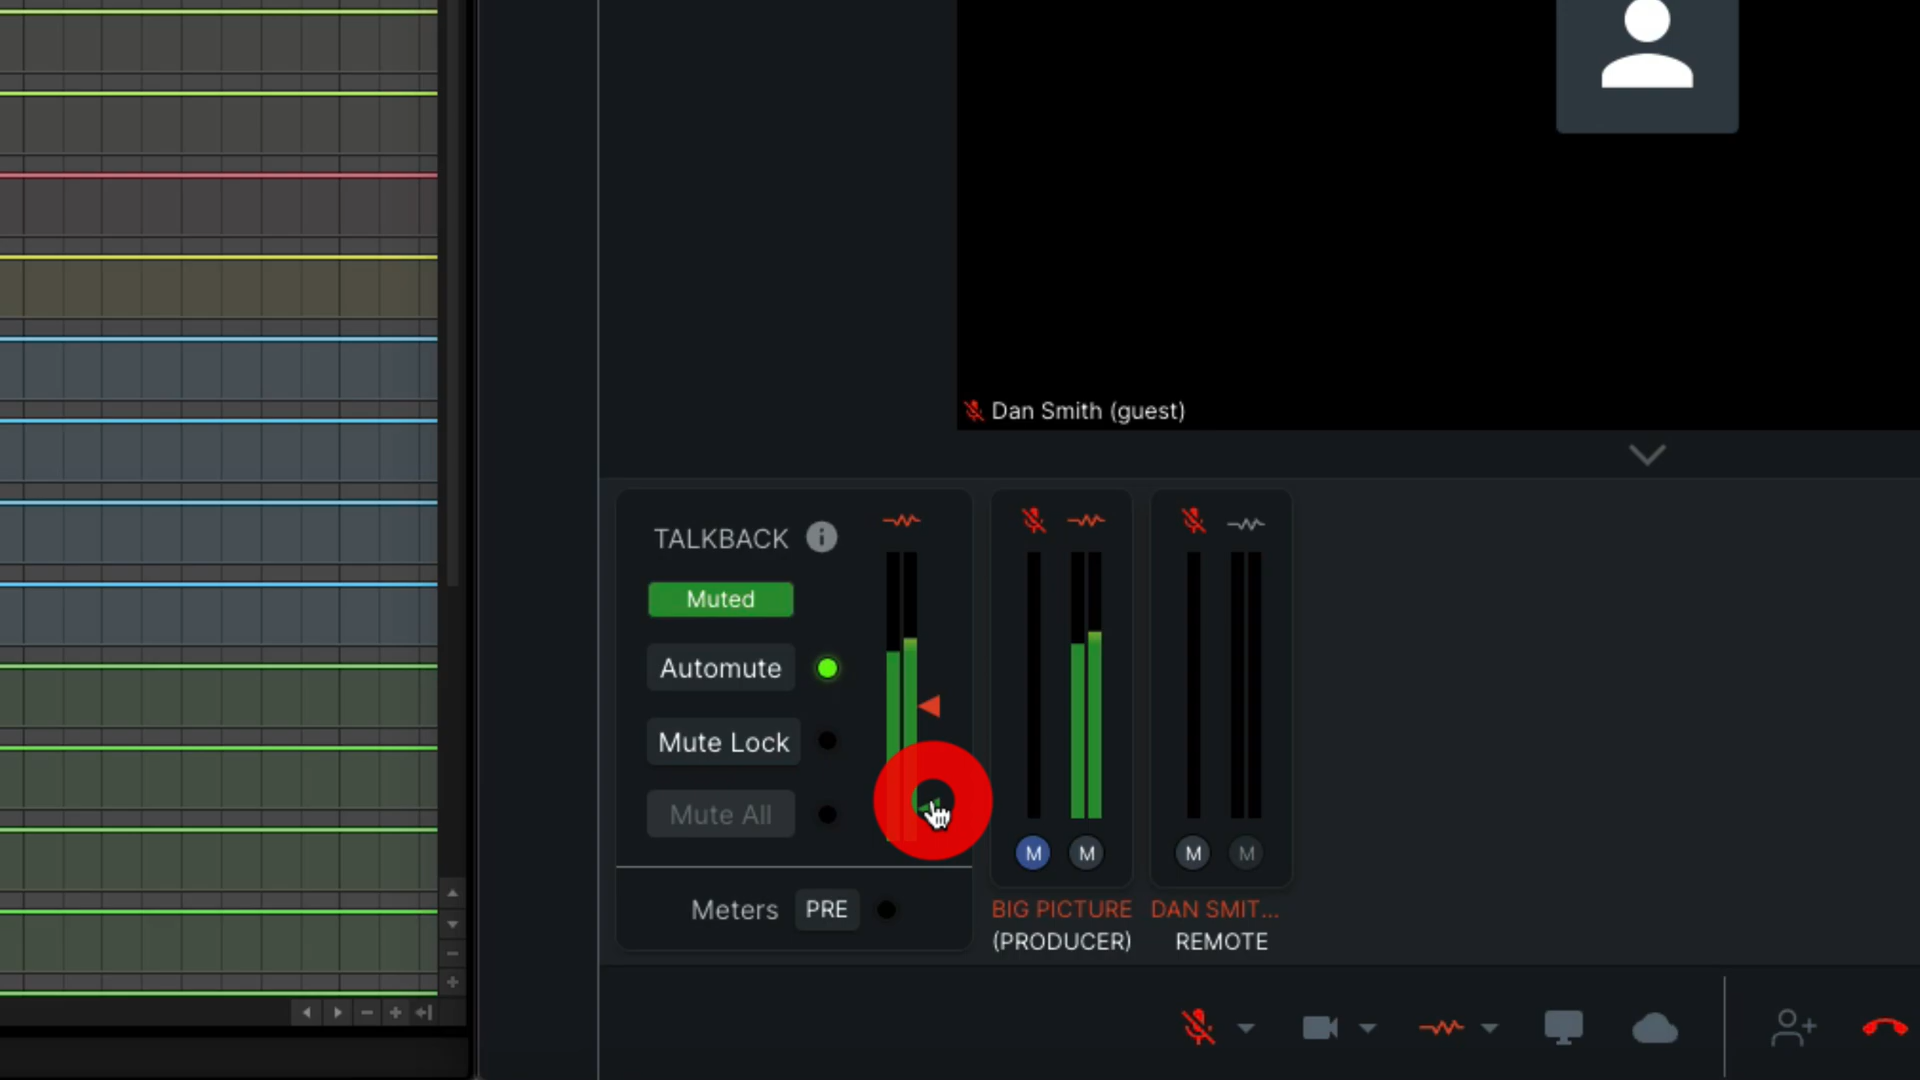 Dan Smith (guest)
TALKBACK
Muted
Automute
Mute Lock
Mute All
Meters PRE
M M M M
BIG PICTURE DAN SMIT...
(PRODUCER) REMOTE